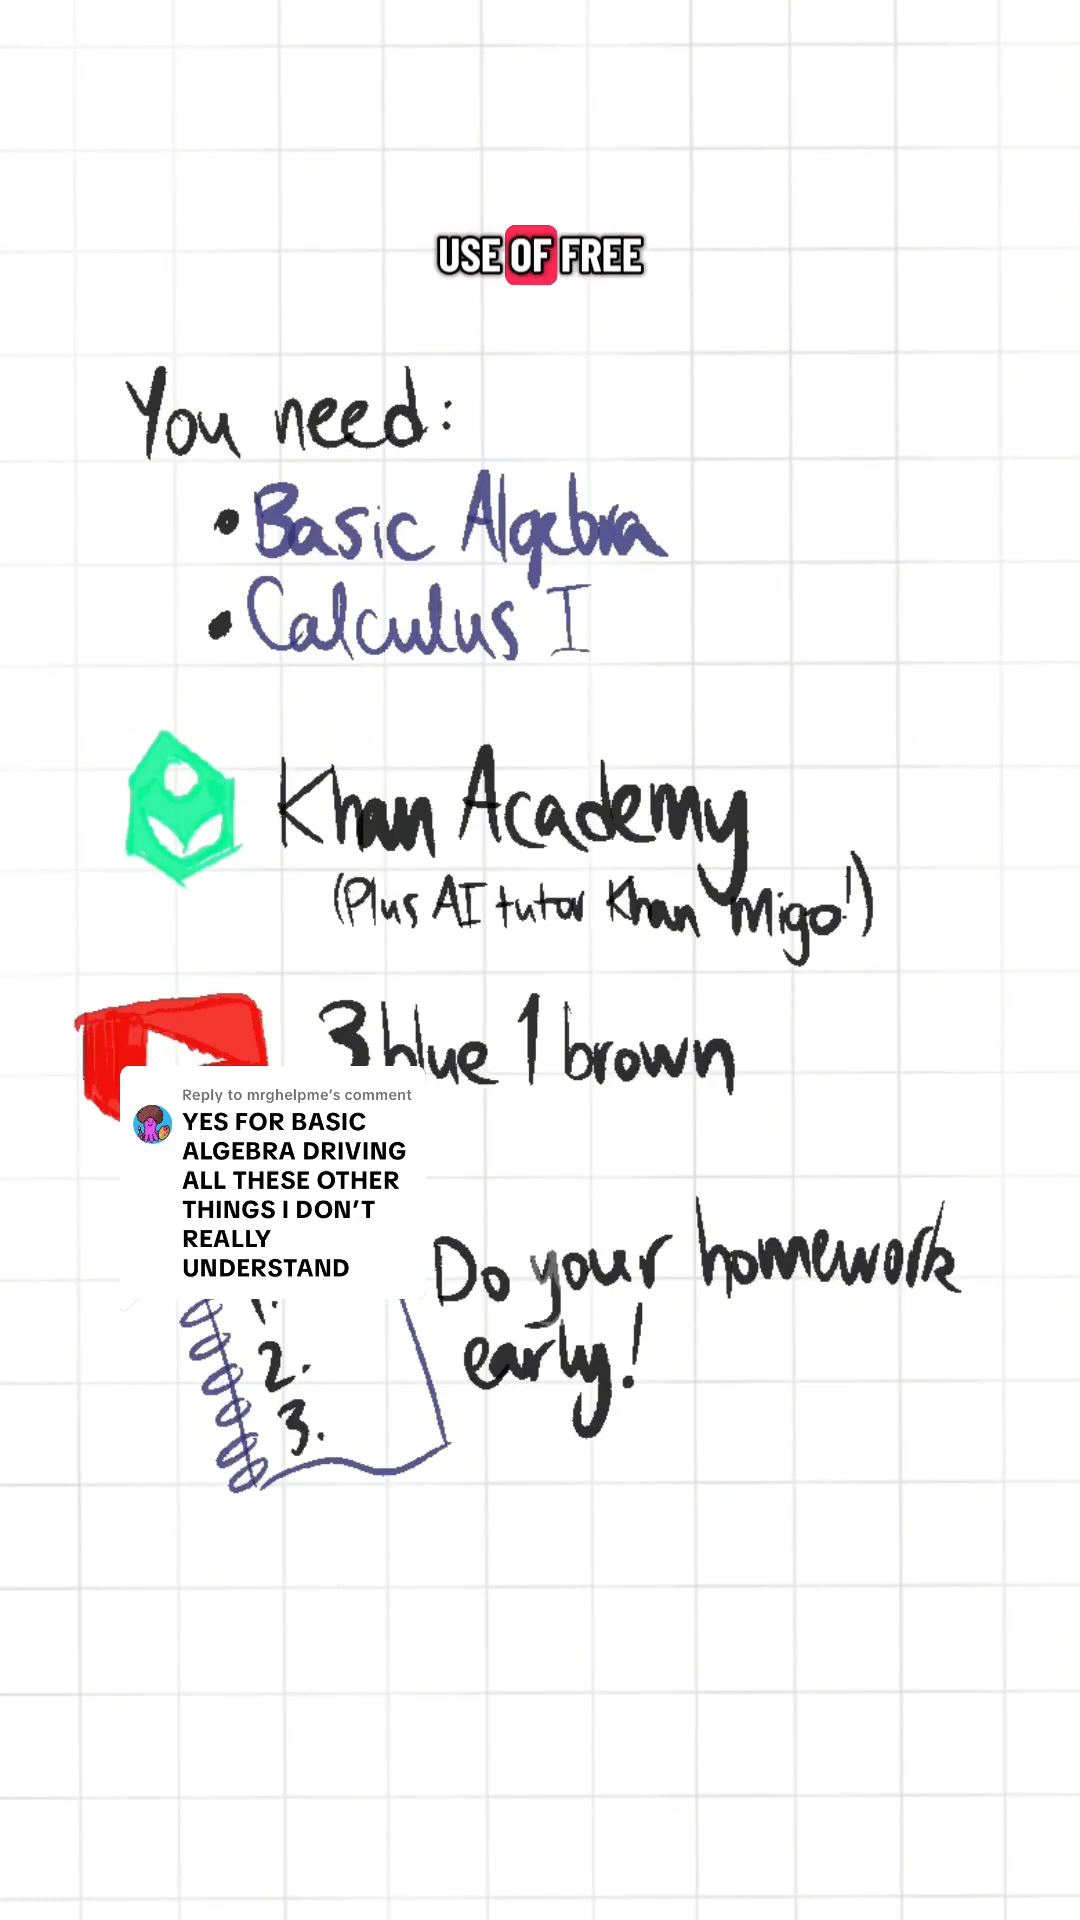 USE OF FREE
You need:
• Basic Algebra
• Calculus I
Khan Academy
(Plus AI tutor Khan Migo!)
3blue 1 brown
Reply to mrghelpme's comment
YES FOR BASIC
ALGEBRA DRIVING
ALL THESE OTHER
THINGS I DON'T
REALLY
UNDERSTAND
Do your homework
early!
1.
2.
3.